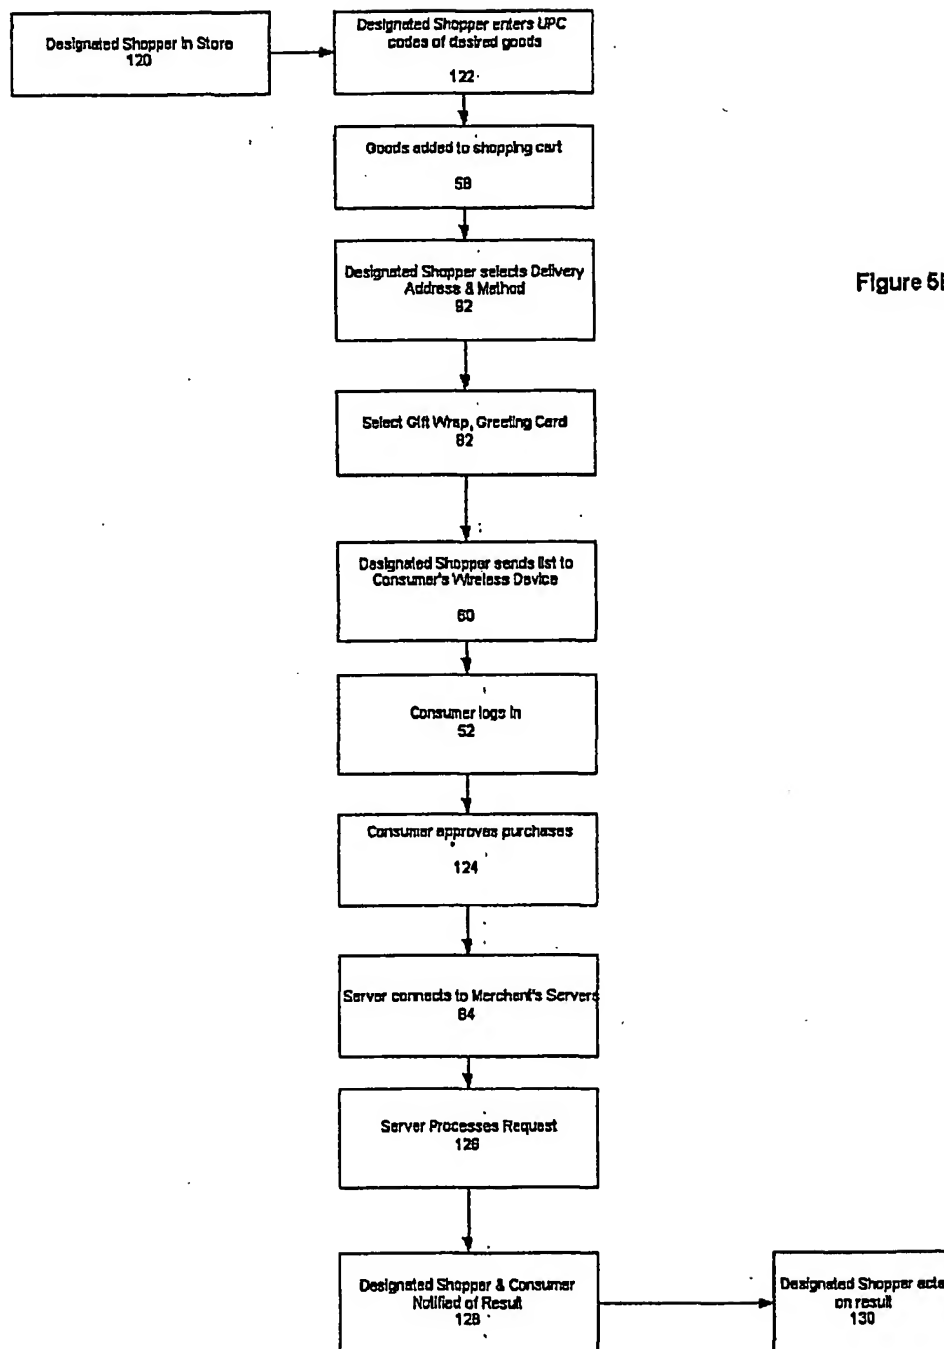 Designated Shopper in Store
120
Designated Shopper enters UPC
codes of desired goods
122
Goods added to shopping cart
58
Designated Shopper selects Delivery
Address & Method
92
Select Gift Wrap, Greeting Card
82
Designated Shopper sends list to
Consumer's Wireless Device
60
Consumer logs in
52
Consumer approves purchases
124
Server connects to Merchant's Servers
84
Server Processes Request
126
Designated Shopper & Consumer
Notified of Result
128
Designated Shopper acts
on result
130
Figure 5